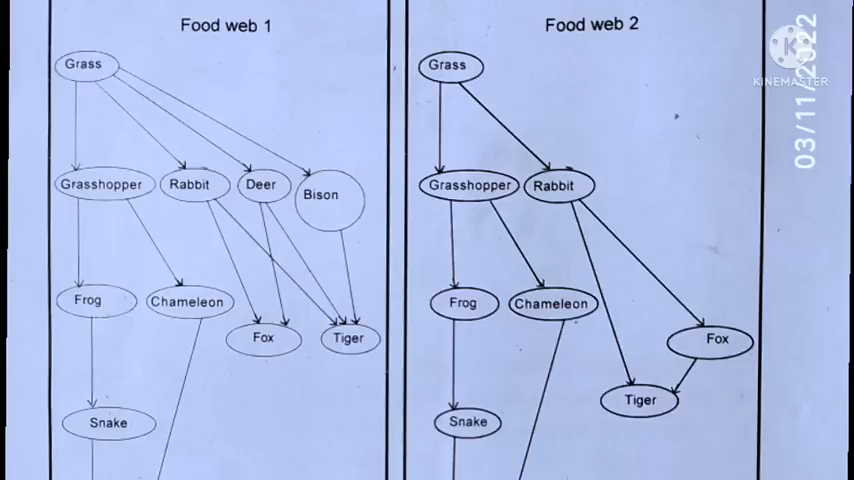 Food web 1
Grass
Grasshopper
Rabbit
Deer
Bison
Frog
Chameleon
Fox
Tiger
Snake
Food web 2
Grass
Grasshopper
Rabbit
Frog
Chameleon
Fox
Tiger
Snake
K
KINEMASTER
03/11/2022